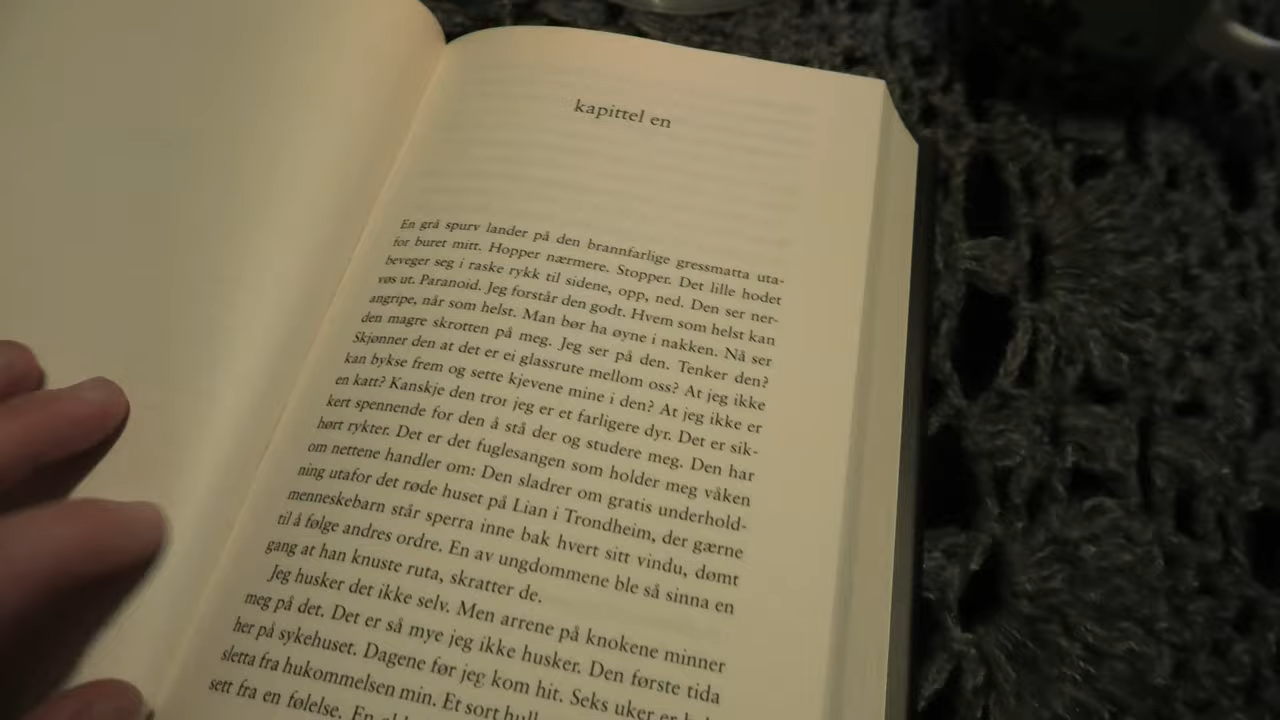 kapittel en
En grå spurv lander på den brannfarlige gressmatta uta-
for buret mitt. Hopper nærmere. Stopper. Det lille hodet
beveger seg i raske rykk til sidene, opp, ned. Den ser ner-
vøs ut. Paranoid. Jeg forstår den godt. Hvem som helst kan
angripe, når som helst. Man bør ha øyne i nakken. Nå ser
den magre skrotten på meg. Jeg ser på den. Tenker den?
Skjønner den at det er ei glassrute mellom oss? At jeg ikke
kan bykse frem og sette kjevene mine i den? At jeg ikke er
en katt? Kanskje den tror jeg er et farligere dyr. Det er sik-
kert spennende for den å stå der og studere meg. Den har
hørt rykter. Det er det fuglesangen som holder meg våken
om nettene handler om: Den sladrer om gratis underhold-
ning utafor det røde huset på Lian i Trondheim, der gærne
menneskebarn står sperra inne bak hvert sitt vindu, dømt
til å følge andres ordre. En av ungdommene ble så sinna en
gang at han knuste ruta, skratter de.
Jeg husker det ikke selv. Men arrene på knokene minner
meg på det. Det er så mye jeg ikke husker. Den første tida
her på sykehuset. Dagene før jeg kom hit. Seks uker er
sletta fra hukommelsen min. Et sort
sett fra en følelse. En